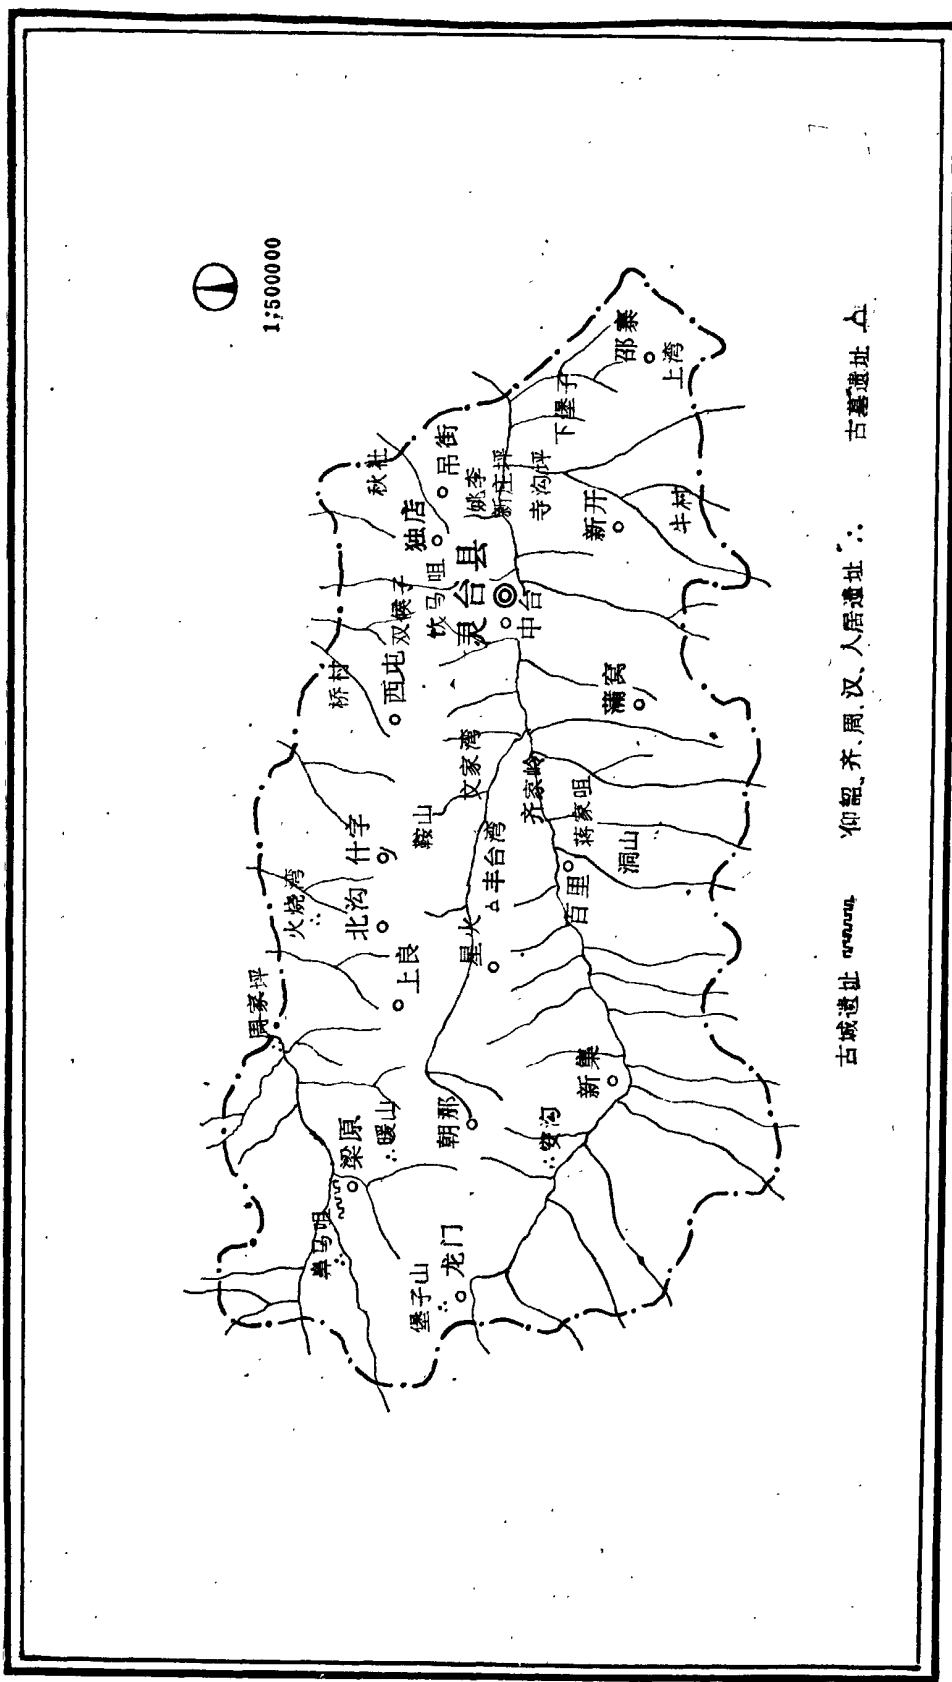 1:500000
秋社
吊街
独店
姚李
新庄坪
寺沟坪
下堡子
邵寨
上湾
新开
牛村
饮马咀
双候子
灵台县
中台
桥村
西屯
蒲窝
文家湾
齐家岭
蒋家咀
洞山
鞍山
什字
丰台湾
百里
火烧湾
北沟
星火
上良
周家坪
新集
梁原
暖山
朝那
安沟
马咀
堡子山
龙门
古城遗址
仰韶、齐、周、汉、人居遗址
古墓遗址